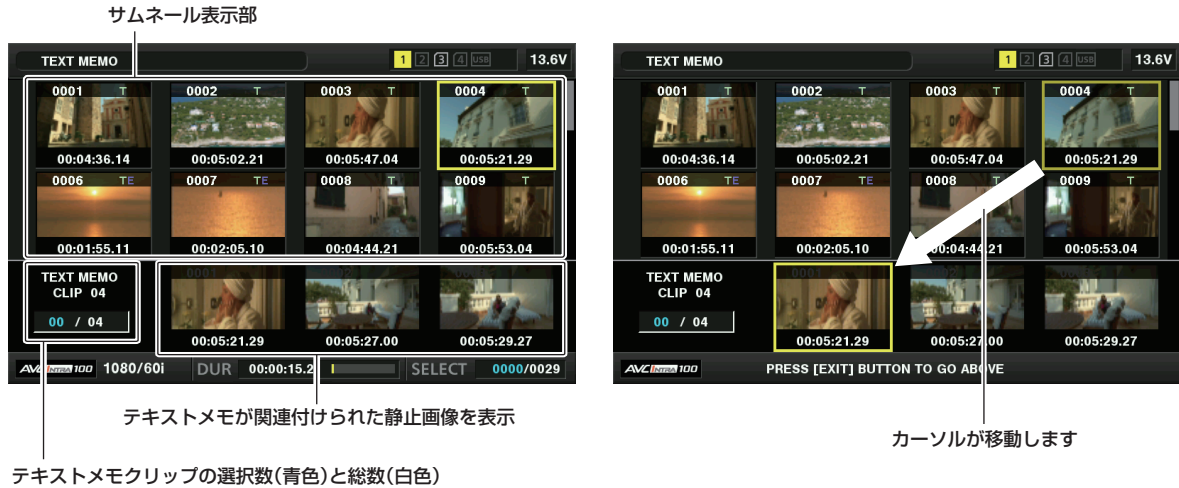 サムネール表示部
TEXT MEMO
1 2 3 4 USB 13.6V
0001 T 0002 T 0003 T 0004 T
00:04:36.14 00:05:02.21 00:05:47.04 00:05:21.29
0006 TE 0007 TE 0008 T 0009 T
00:01:55.11 00:02:05.10 00:04:44.21 00:05:53.04
TEXT MEMO
CLIP 04
00 / 04
0001
00:05:21.29 00:05:27.00 00:05:29.27
AVC INTRA 100 1080/60i DUR 00:00:15.2 SELECT 0000/0029
テキストメモが関連付けられた静止画像を表示
テキストメモクリップの選択数(青色)と総数(白色)
TEXT MEMO
1 2 3 4 USB 13.6V
0001 T 0002 T 0003 T 0004 T
00:04:36.14 00:05:02.21 00:05:47.04 00:05:21.29
0006 TE 0007 TE 0008 T 0009 T
00:01:55.11 00:02:05.10 00:04:44.21 00:05:53.04
TEXT MEMO
CLIP 04
00 / 04
0001
00:05:21.29 00:05:27.00 00:05:29.27
AVC INTRA 100 PRESS [EXIT] BUTTON TO GO ABOVE
カーソルが移動します